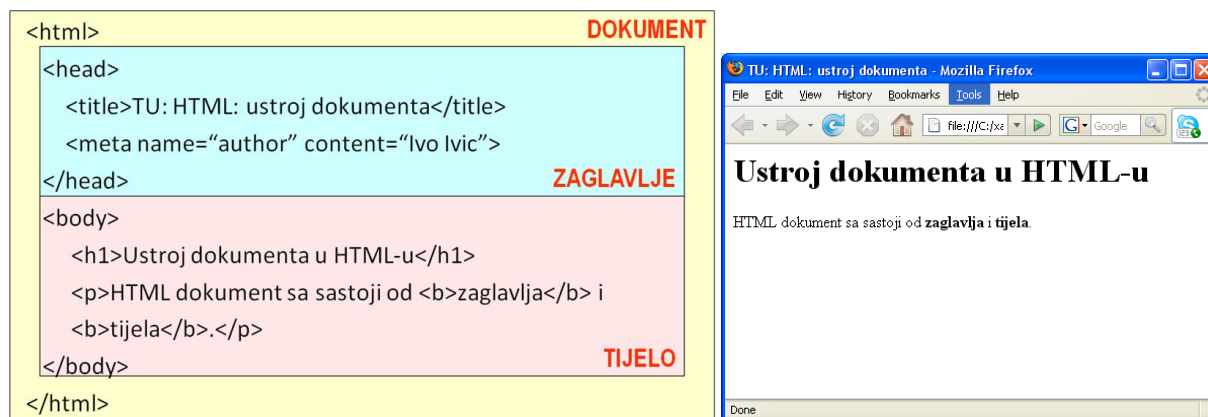 <html>
DOKUMENT
<head>
<title>TU: HTML: ustroj dokumenta</title>
<meta name=“author” content=“Ivo Ivic”>
</head>
ZAGLAVLJE
<body>
<h1>Ustroj dokumenta u HTML-u</h1>
<p>HTML dokument sa sastoji od <b>zaglavlja</b> i
<b>tijela</b>.</p>
</body>
TIJELO
</html>
TU: HTML: ustroj dokumenta - Mozilla Firefox
File Edit View History Bookmarks Tools Help
file:///C:/xa
G Google
123
Ustroj dokumenta u HTML-u
HTML dokument sa sastoji od zaglavlja i tijela.
Done